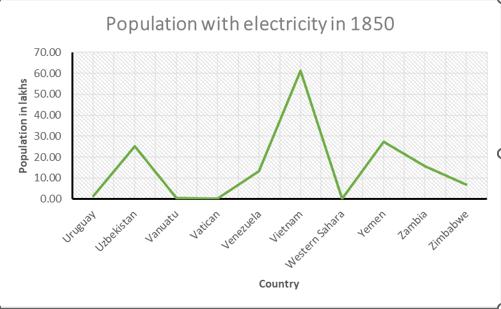 Population with electricity in 1850
70.00
60.00
50.00
40.00
30.00
20.00
10.00
0.00
Population in lakhs
Uruguay
Uzbekistan
Vanuatu
Vatican
Venezuela
Vietnam
Western Sahara
Yemen
Zambia
Zimbabwe
Country